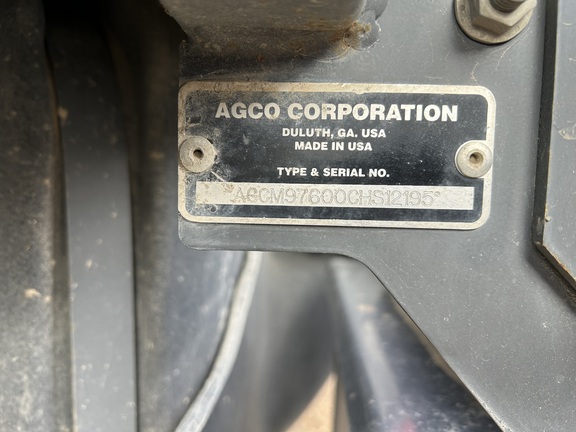 AGCO CORPORATION
DULUTH, GA. USA
MADE IN USA
TYPE & SERIAL NO.
*AGCM97600CHS12195*